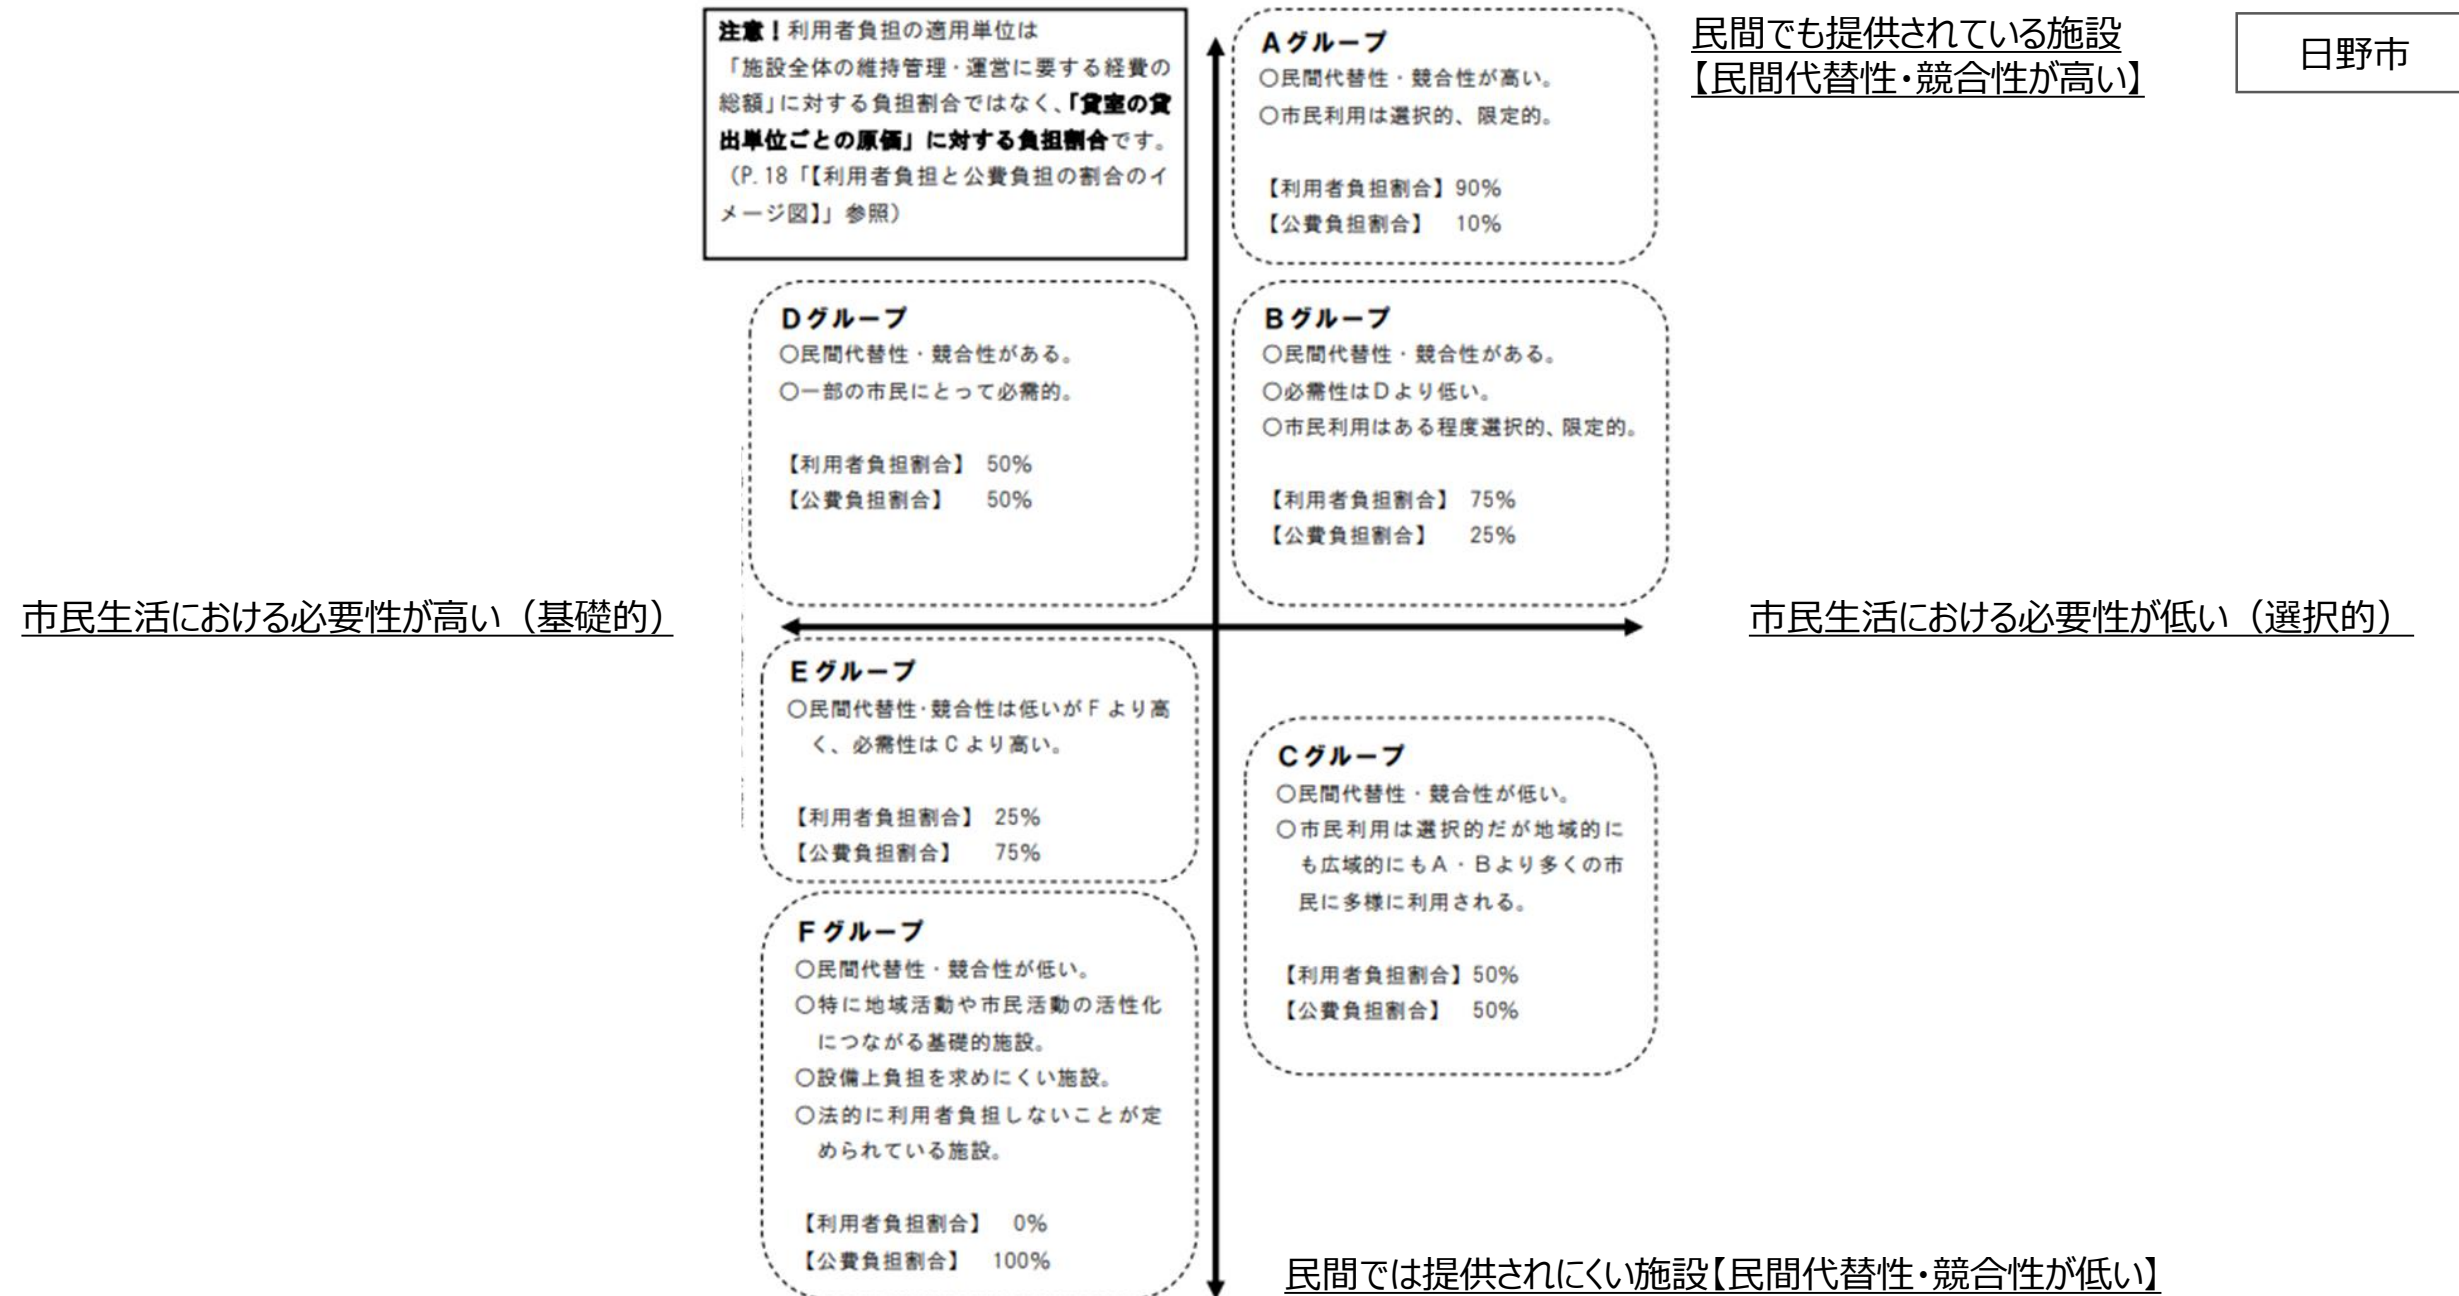 注意！利用者負担の適用単位は
「施設全体の維持管理・運営に要する経費の
総額」に対する負担割合ではなく、「貸室の貸
出単位ごとの原価」に対する負担割合です。
（P.18「【利用者負担と公費負担の割合のイ
メージ図】」参照）
Aグループ
○民間代替性・競合性が高い。
○市民利用は選択的、限定的。
【利用者負担割合】90%
【公費負担割合】 10%
民間でも提供されている施設
【民間代替性・競合性が高い】
日野市
Dグループ
○民間代替性・競合性がある。
○一部の市民にとって必需的。
【利用者負担割合】 50%
【公費負担割合】 50%
Bグループ
○民間代替性・競合性がある。
○必需性はDより低い。
○市民利用はある程度選択的、限定的。
【利用者負担割合】 75%
【公費負担割合】 25%
市民生活における必要性が高い（基礎的）
市民生活における必要性が低い（選択的）
Eグループ
○民間代替性・競合性は低いがFより高
く、必需性はCより高い。
【利用者負担割合】 25%
【公費負担割合】 75%
Cグループ
○民間代替性・競合性が低い。
○市民利用は選択的だが地域的に
も広域的にもA・Bより多くの市
民に多様に利用される。
【利用者負担割合】50%
【公費負担割合】 50%
Fグループ
○民間代替性・競合性が低い。
○特に地域活動や市民活動の活性化
につながる基礎的施設。
○設備上負担を求めにくい施設。
○法的に利用者負担しないことが定
められている施設。
【利用者負担割合】 0%
【公費負担割合】 100%
民間では提供されにくい施設【民間代替性・競合性が低い】